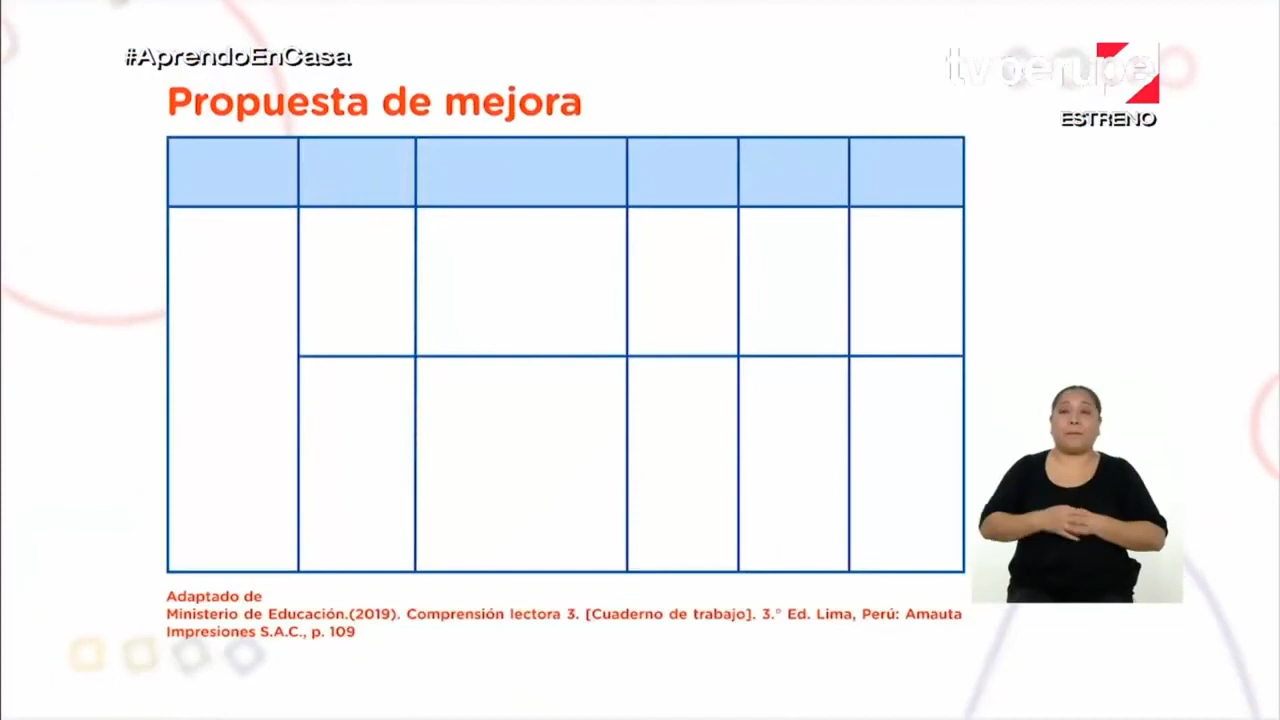 #AprendoEnCasa
tvperupe
ESTRENO
Propuesta de mejora
Adaptado de
Ministerio de Educación.(2019). Comprensión lectora 3. [Cuaderno de trabajo]. 3.° Ed. Lima, Perú: Amauta
Impresiones S.A.C., p. 109